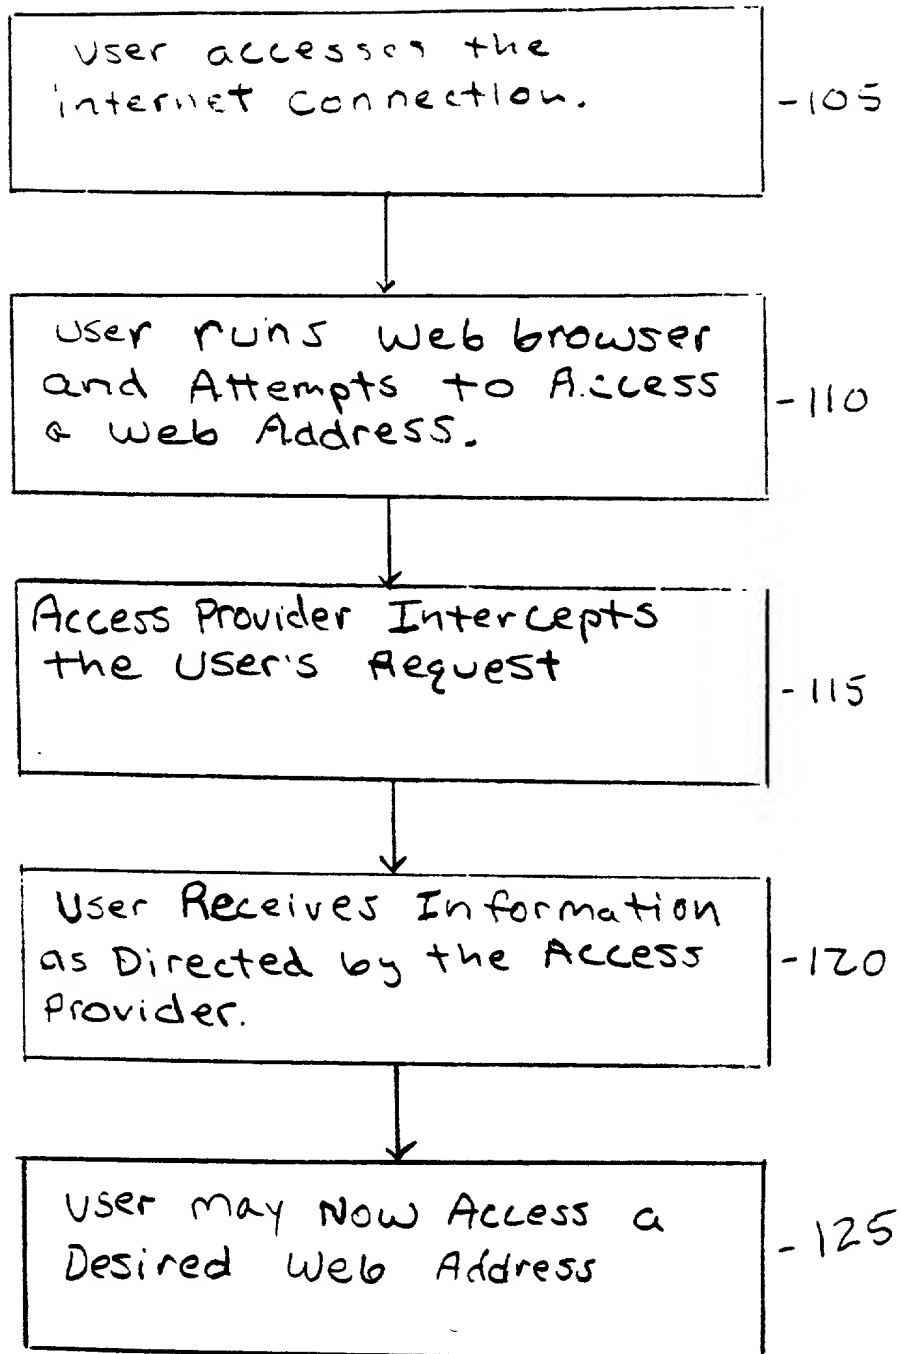 User accesses the
internet connection.
-105
User runs web browser
and Attempts to Access
a web Address.
-110
Access Provider Intercepts
the User's Request
-115
User Receives Information
as Directed by the Access
Provider.
-120
User may Now Access a
Desired Web Address
-125